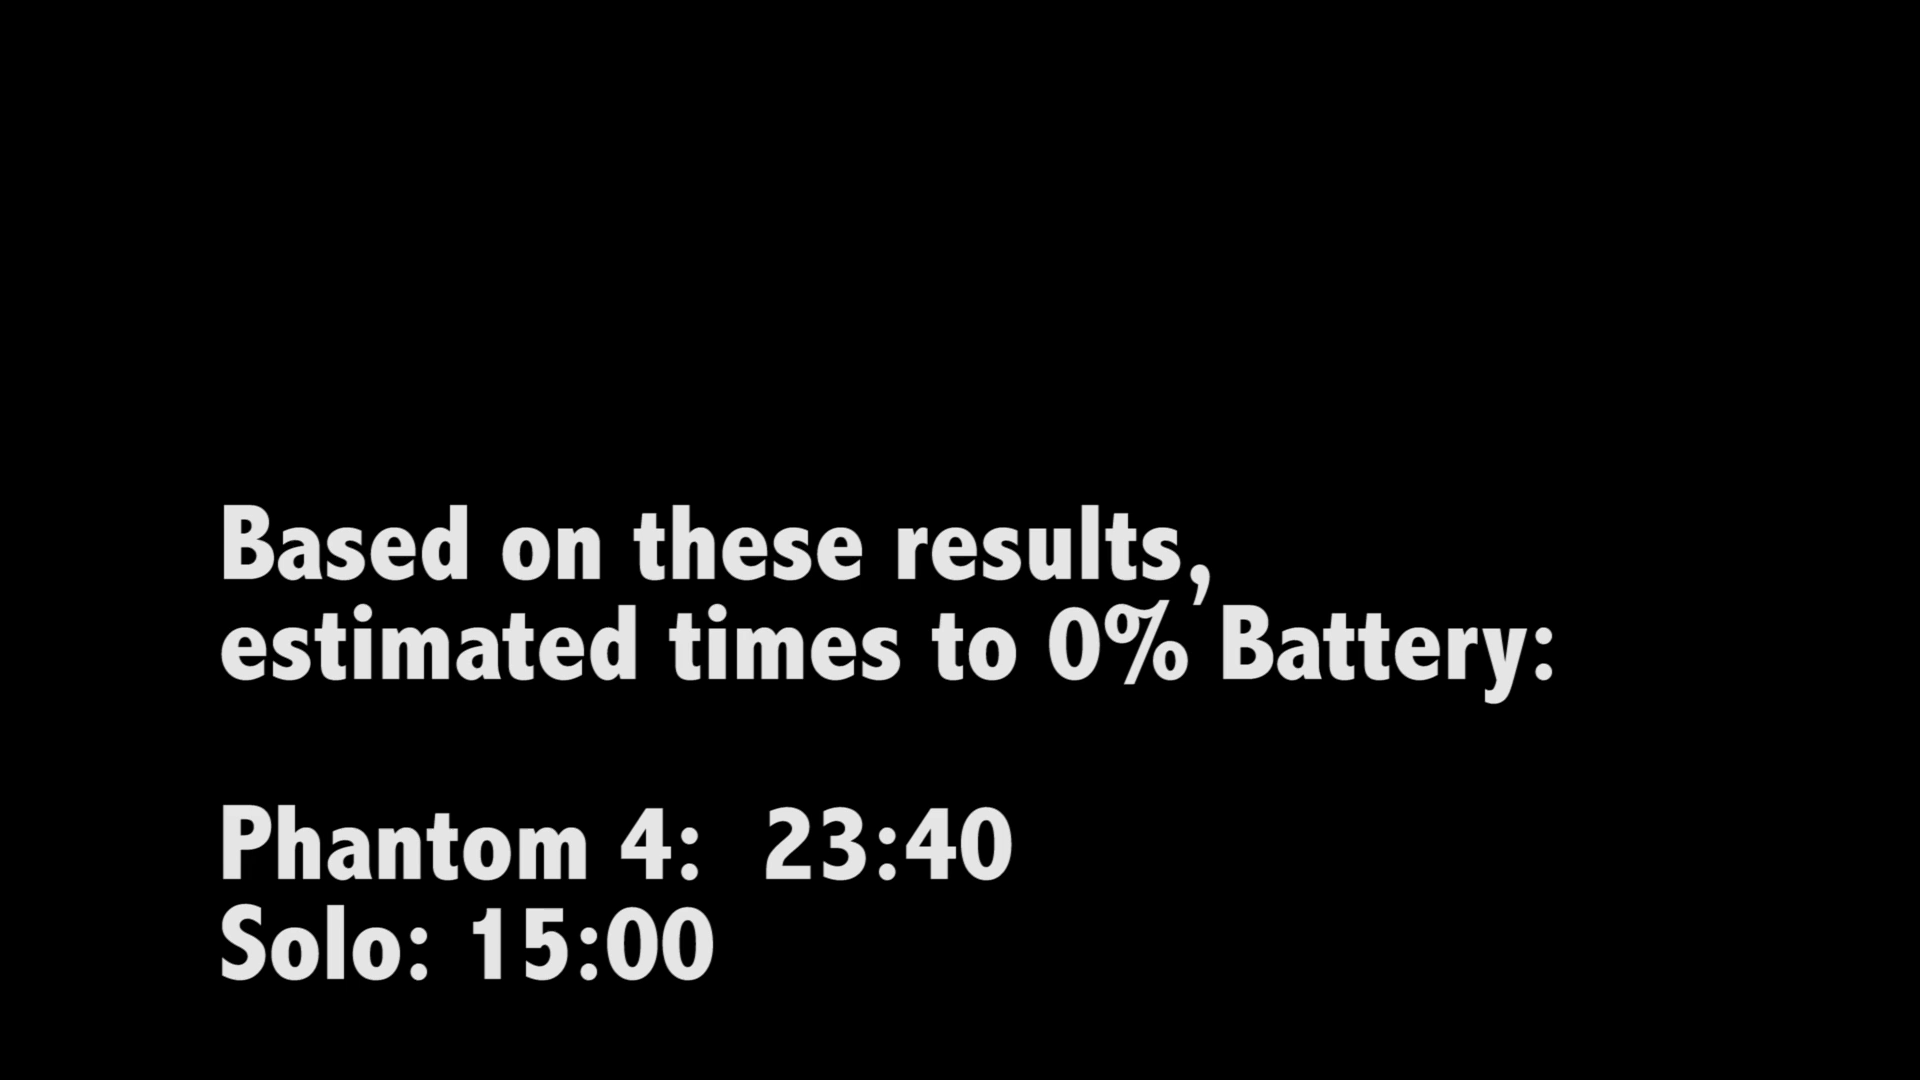 Based on these results,
estimated times to 0% Battery:
Phantom 4:  23:40
Solo: 15:00